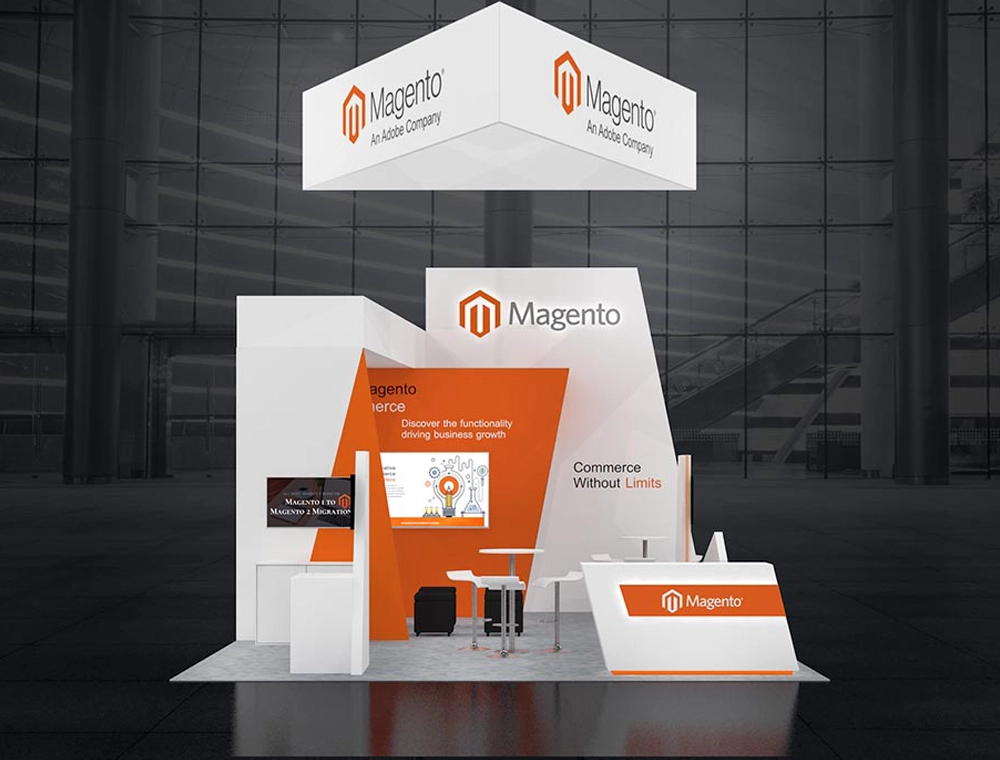 Magento
An Adobe Company
Magento
An Adobe Company
Magento
agento
erce
Discover the functionality
driving business growth
Commerce
Without Limits
Magento 1 to
Magento 2 Migration
Magento